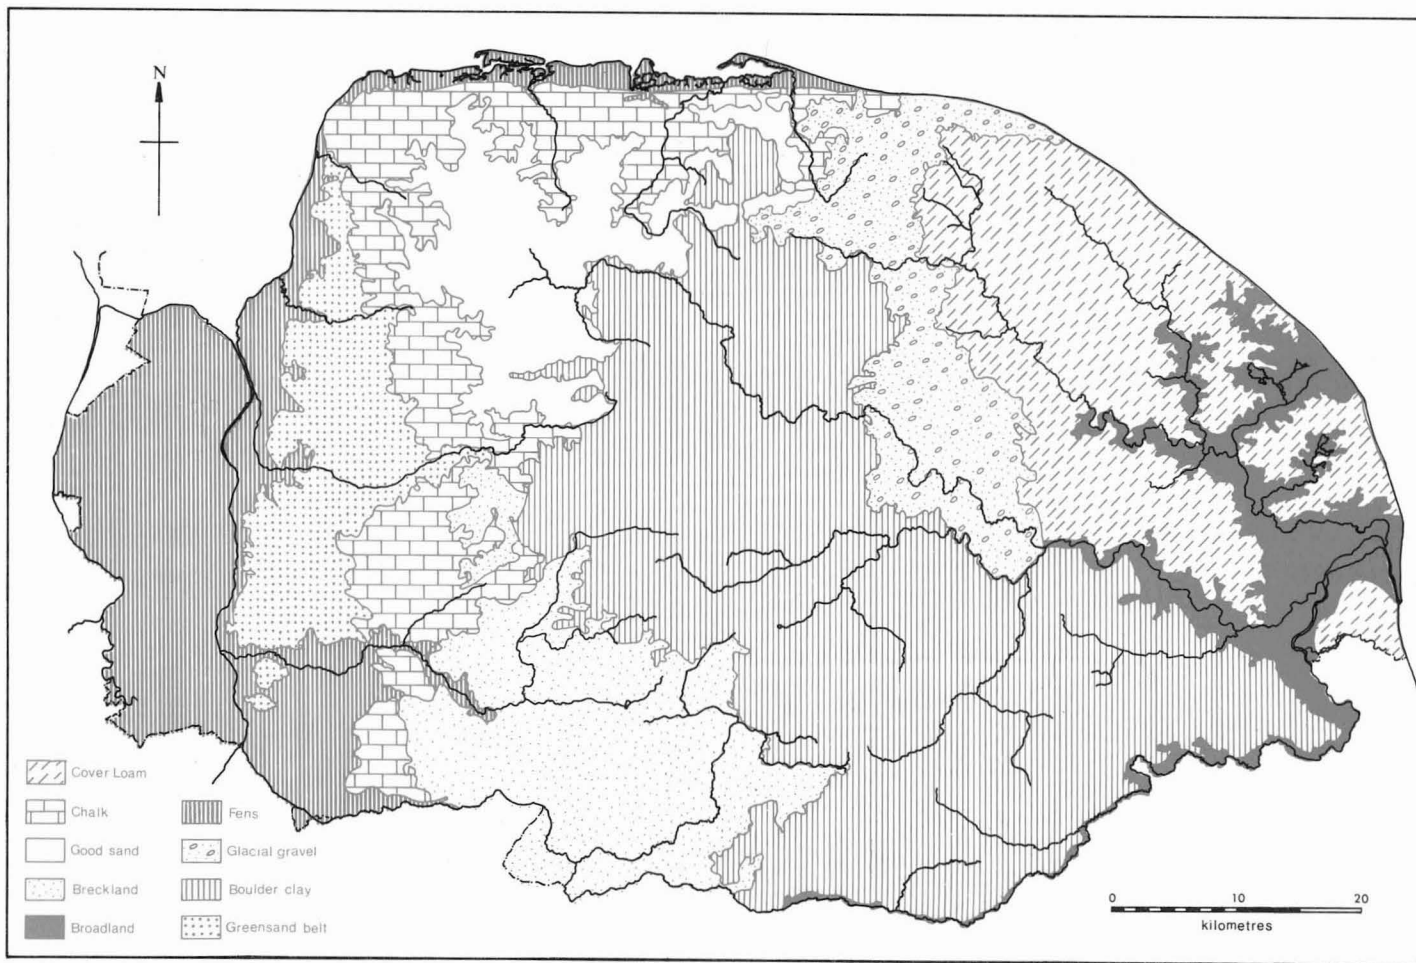 N
Cover Loam
Chalk
Good sand
Breckland
Broadland
Fens
Glacial gravel
Boulder clay
Greensand belt
0 10 20
kilometres